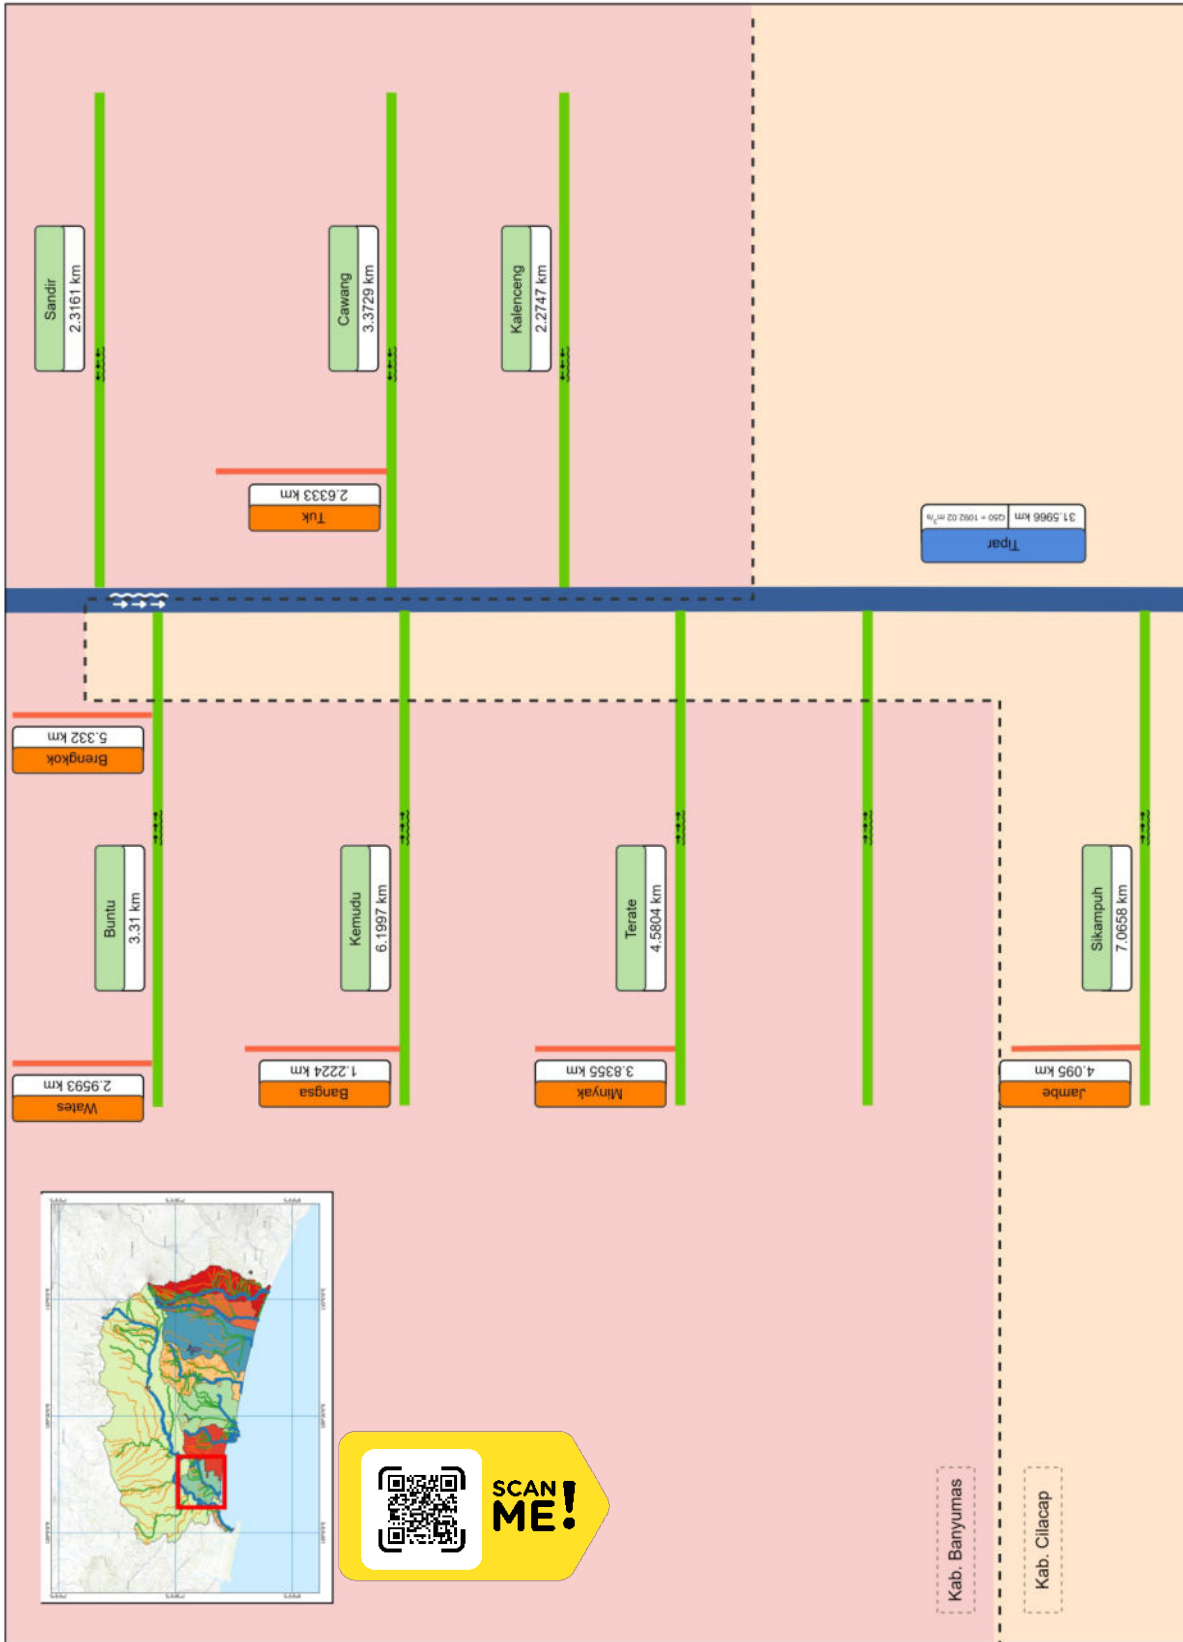 Sandir
2.3161 km
Cawang
3.3729 km
Kalenceng
2.2747 km
Tuk
2.6333 km
Tipar
31.5966 km
Q50 = 1092.02 m³/s
Brengkok
5.332 km
Buntu
3.31 km
Kemudu
6.1997 km
Terate
4.5804 km
Sikampuh
7.0658 km
Wates
2.9593 km
Bangsa
1.2224 km
Minyak
3.8355 km
Jambe
4.095 km
SCAN
ME!
Kab. Banyumas
Kab. Cilacap